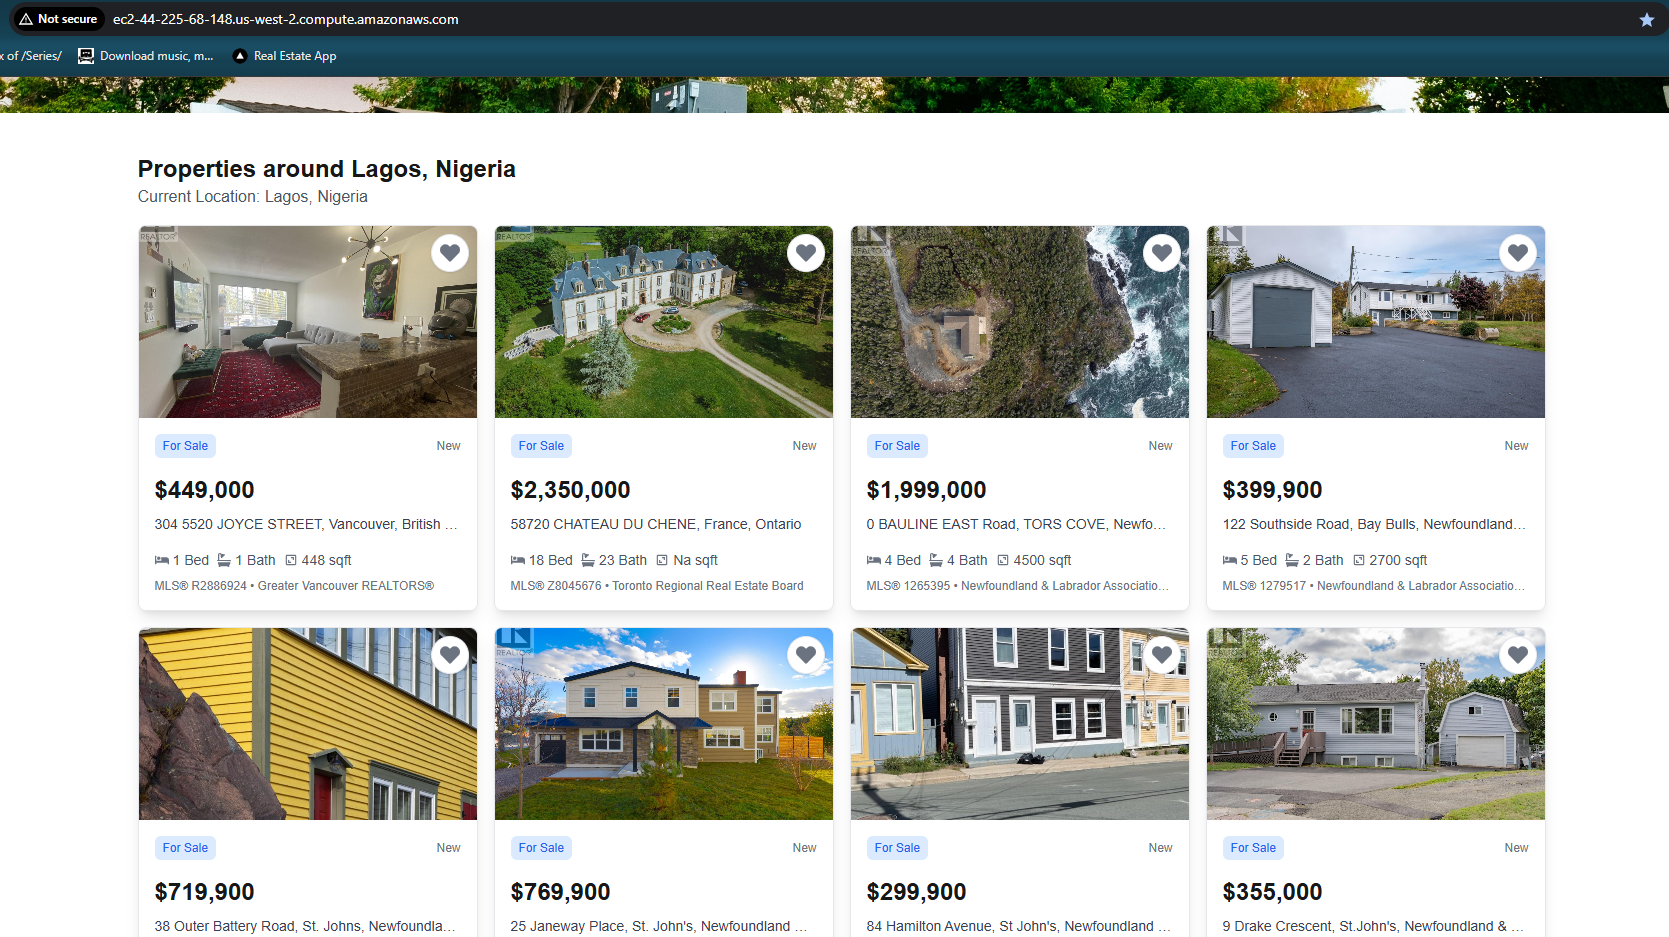 Not secure
ec2-44-225-68-148.us-west-2.compute.amazonaws.com
x of /Series/
Download music, m...
Real Estate App
Properties around Lagos, Nigeria
Current Location: Lagos, Nigeria
REALTOR
REALTOR
REALTOR
REALTOR
For Sale
New
$449,000
304 5520 JOYCE STREET, Vancouver, British ...
1 Bed 1 Bath 448 sqft
MLS® R2886924 • Greater Vancouver REALTORS®
For Sale
New
$2,350,000
58720 CHATEAU DU CHENE, France, Ontario
18 Bed 23 Bath Na sqft
MLS® Z8045676 • Toronto Regional Real Estate Board
For Sale
New
$1,999,000
0 BAULINE EAST Road, TORS COVE, Newfo...
4 Bed 4 Bath 4500 sqft
MLS® 1265395 • Newfoundland & Labrador Associatio...
For Sale
New
$399,900
122 Southside Road, Bay Bulls, Newfoundland...
5 Bed 2 Bath 2700 sqft
MLS® 1279517 • Newfoundland & Labrador Associatio...
REALTOR
REALTOR
For Sale
New
$719,900
38 Outer Battery Road, St. Johns, Newfoundla...
For Sale
New
$769,900
25 Janeway Place, St. John's, Newfoundland ...
For Sale
New
$299,900
84 Hamilton Avenue, St John's, Newfoundland ...
For Sale
New
$355,000
9 Drake Crescent, St.John's, Newfoundland & ...